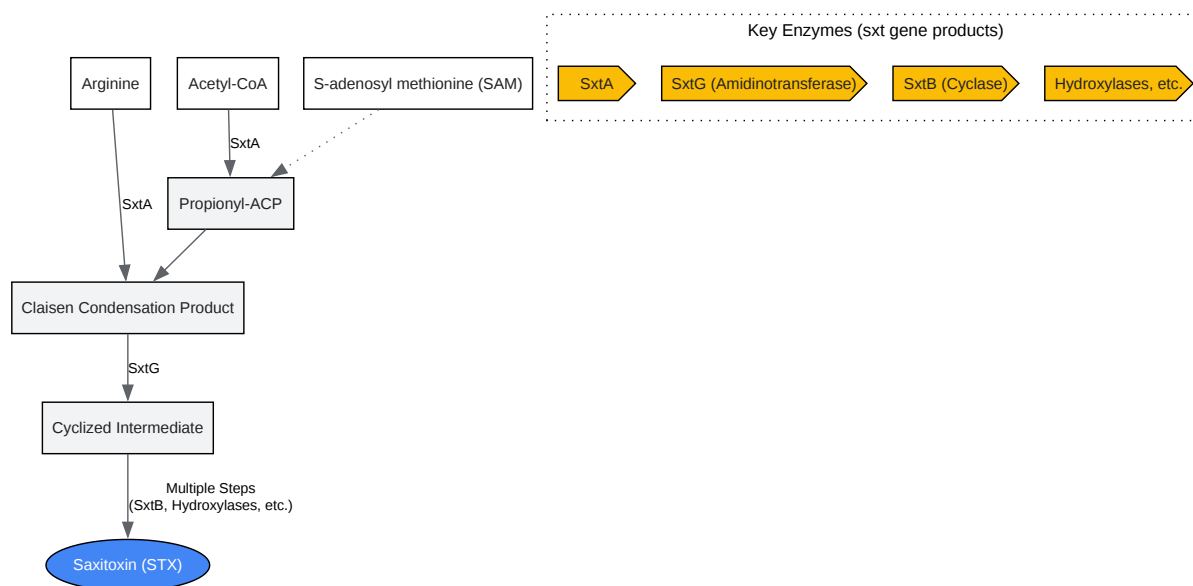 Key Enzymes (sxt gene products)
Arginine
Acetyl-CoA
S-adenosyl methionine (SAM)
SxtA
SxtG (Amidinotransferase)
SxtB (Cyclase)
Hydroxylases, etc.
SxtA
SxtA
Propionyl-ACP
Claisen Condensation Product
SxtG
Cyclized Intermediate
Multiple Steps
(SxtB, Hydroxylases, etc.)
Saxitoxin (STX)